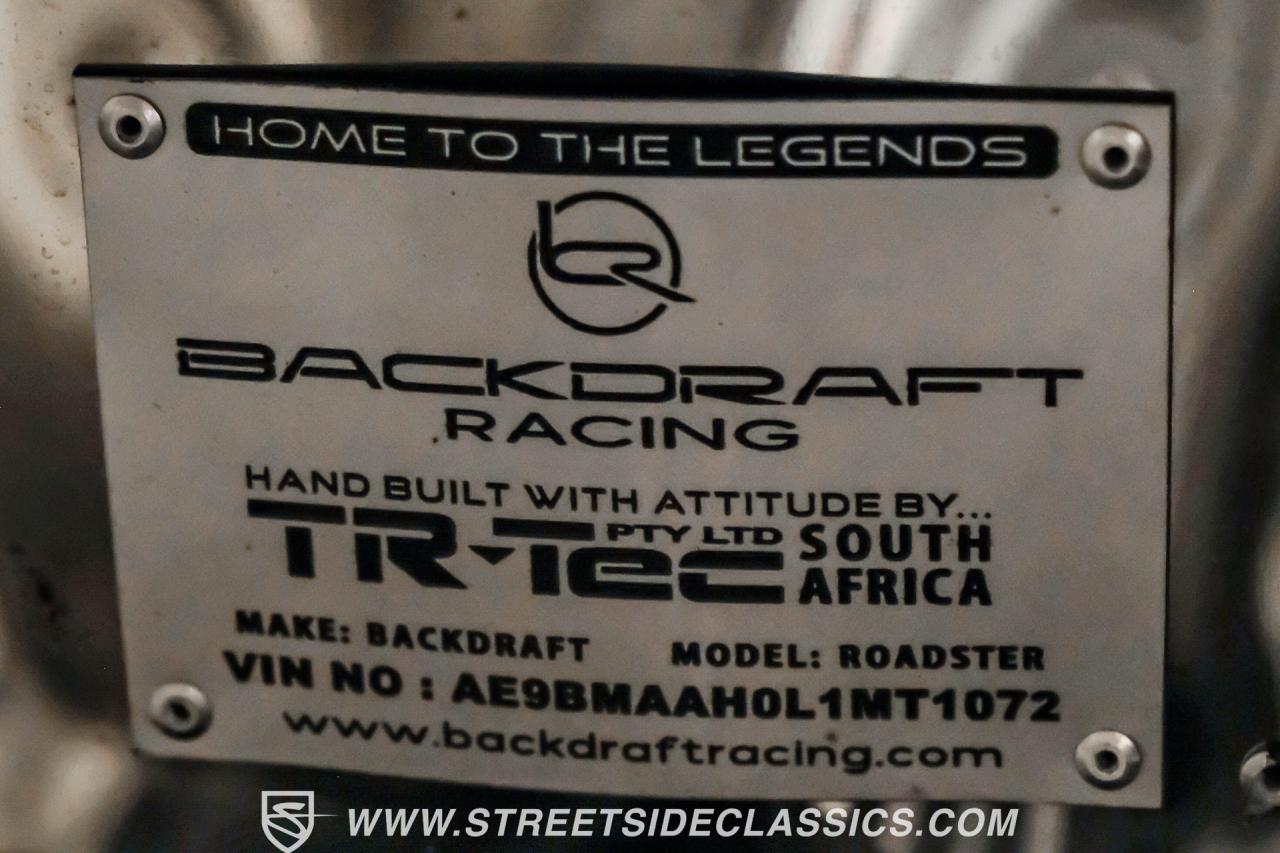 HOME TO THE LEGENDS
BACKDRAFT
RACING
HAND BUILT WITH ATTITUDE BY...
TR-Tec PTY LTD SOUTH AFRICA
MAKE: BACKDRAFT MODEL: ROADSTER
VIN NO : AE9BMAAH0L1MT1072
www.backdraftracing.com
WWW.STREETSIDECLASSICS.COM